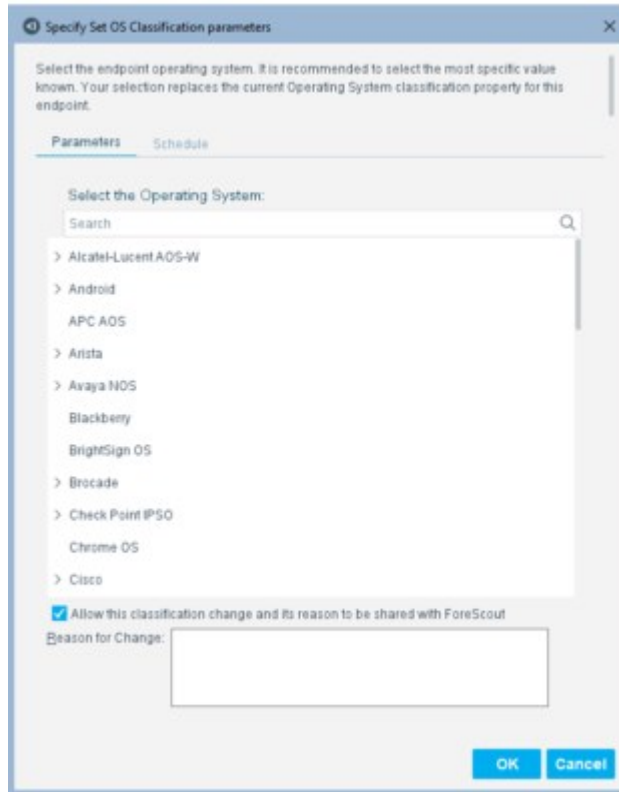 Specify Set OS Classification parameters
Select the endpoint operating system. It is recommended to select the most specific value
known. Your selection replaces the current Operating System classification property for this
endpoint.
Parameters Schedule
Select the Operating System:
Search
Alcatel-Lucent AOS-W
Android
APC AOS
Arista
Avaya NOS
Blackberry
BrightSign OS
Brocade
Check Point IPSO
Chrome OS
Cisco
Allow this classification change and its reason to be shared with ForeScout
Reason for Change:
OK Cancel